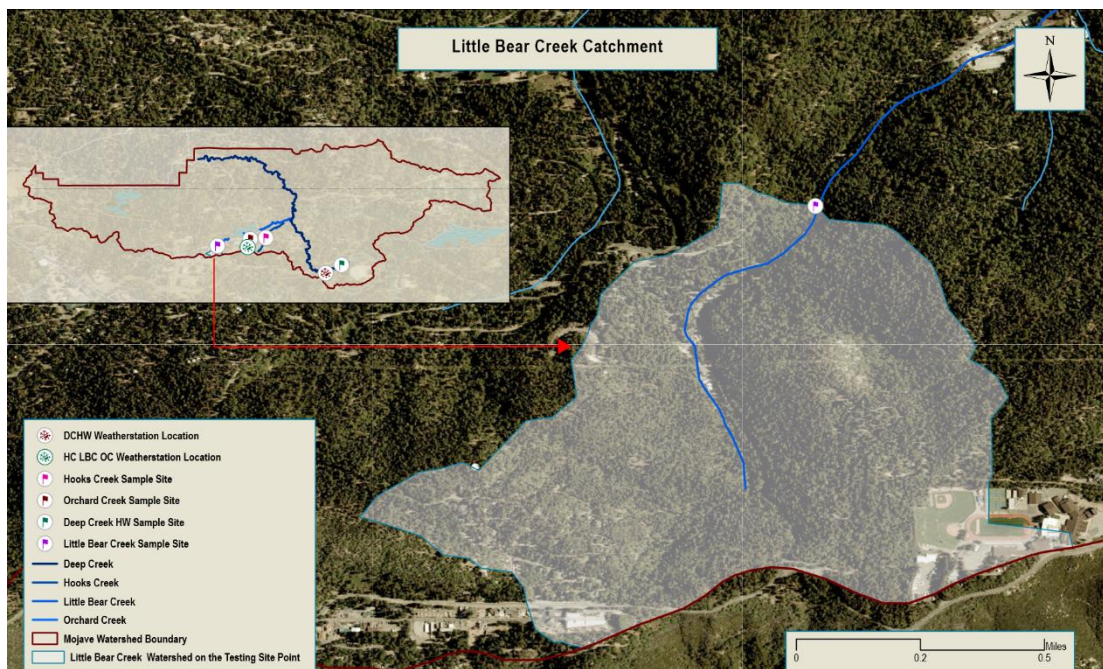 Little Bear Creek Catchment
N
DCHW Weatherstation Location
HC LBC OC Weatherstation Location
Hooks Creek Sample Site
Orchard Creek Sample Site
Deep Creek HW Sample Site
Little Bear Creek Sample Site
Deep Creek
Hooks Creek
Little Bear Creek
Orchard Creek
Mojave Watershed Boundary
Little Bear Creek Watershed on the Testing Site Point
Miles
0 0.2 0.5